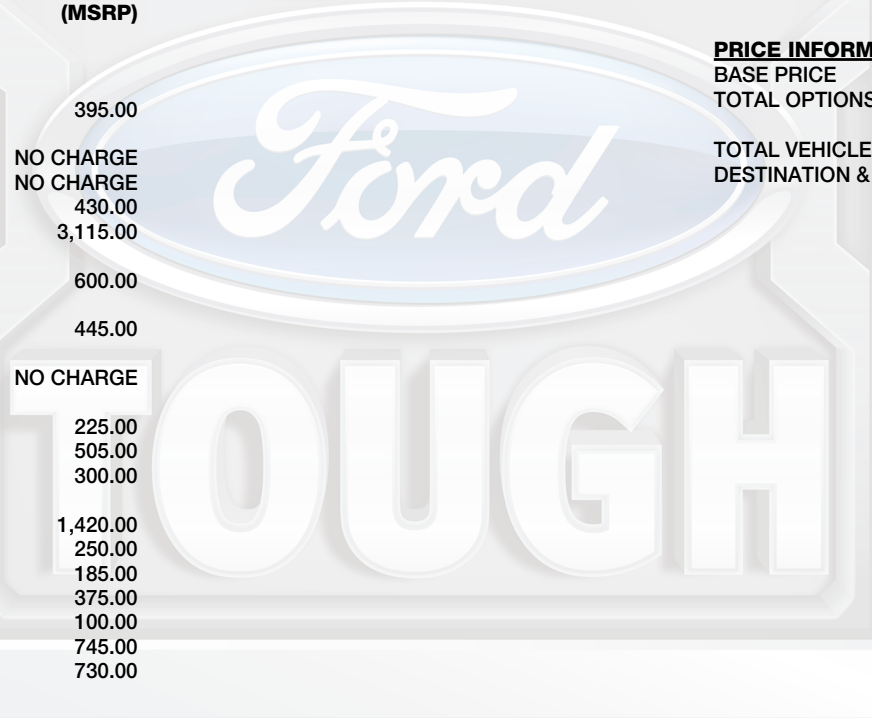 (MSRP)
395.00
NO CHARGE
NO CHARGE
430.00
3,115.00
600.00
445.00
NO CHARGE
225.00
505.00
300.00
1,420.00
250.00
185.00
375.00
100.00
745.00
730.00
PRICE INFORM
BASE PRICE
TOTAL OPTIONS
TOTAL VEHICLE
DESTINATION &
Ford
TOUGH